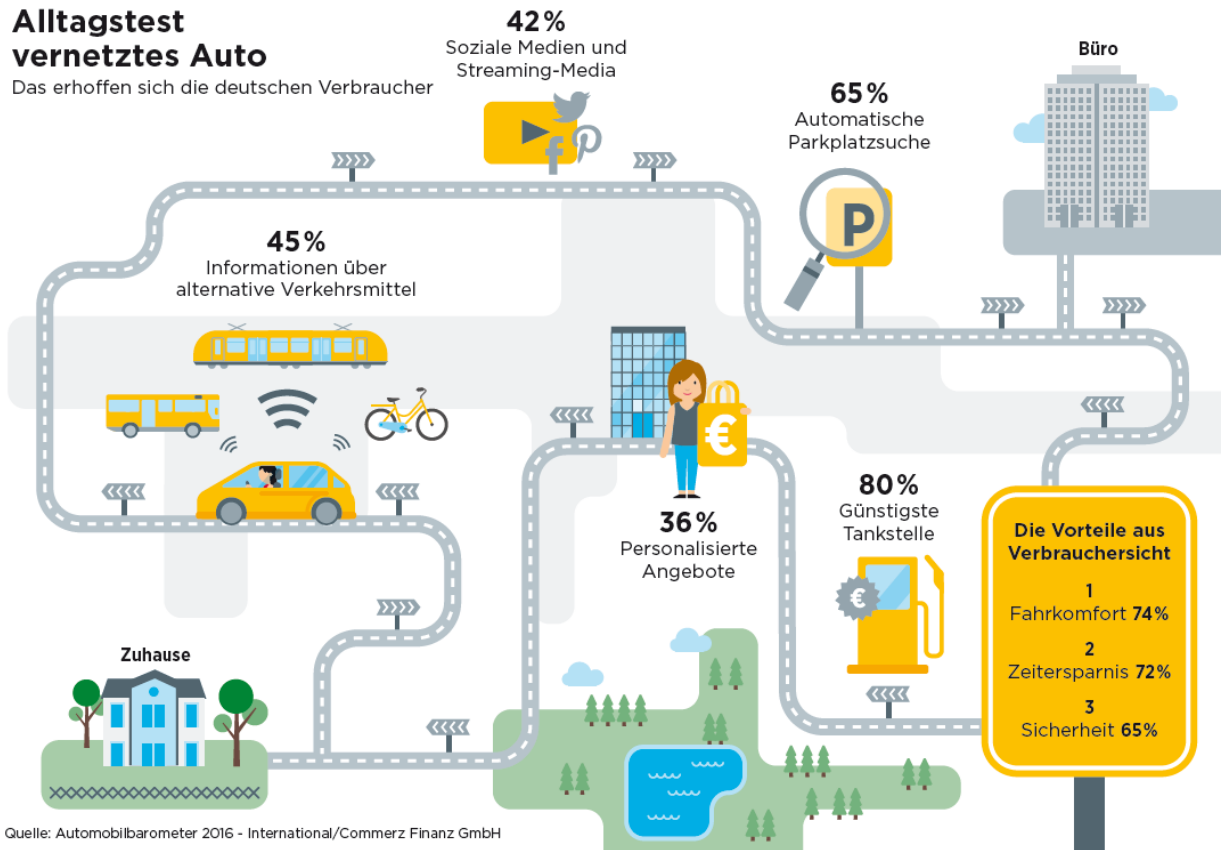 Alltagstest
vernetztes Auto
Das erhoffen sich die deutschen Verbraucher
42 %
Soziale Medien und
Streaming-Media
65 %
Automatische
Parkplatzsuche
P
Büro
45 %
Informationen über
alternative Verkehrsmittel
€
36 %
Personalisierte
Angebote
80 %
Günstigste
Tankstelle
€
Die Vorteile aus
Verbrauchersicht
1
Fahrkomfort 74%
2
Zeitersparnis 72%
3
Sicherheit 65%
Zuhause
Quelle: Automobilbarometer 2016 - International/Commerz Finanz GmbH